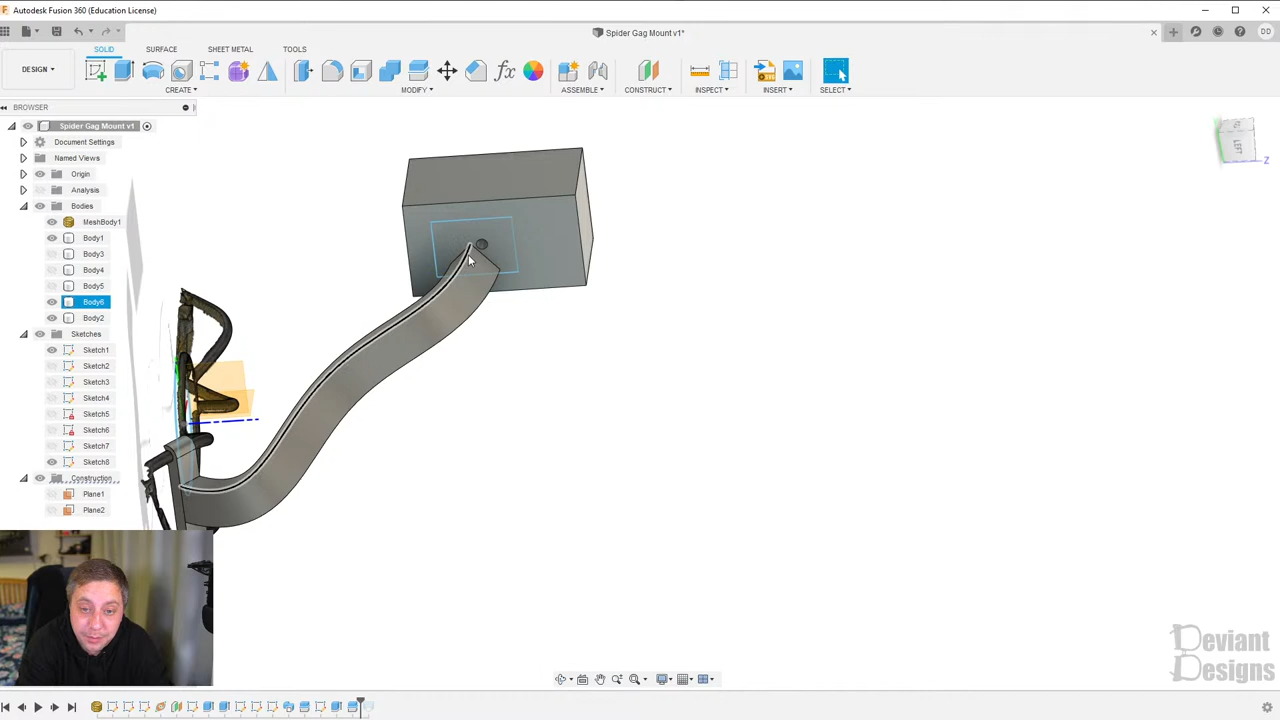 Autodesk Fusion 360 (Education License)
Spider Gag Mount v1*
DD
DESIGN
SOLID
SURFACE
SHEET METAL
TOOLS
CREATE
MODIFY
ASSEMBLE
CONSTRUCT
INSPECT
INSERT
SELECT
BROWSER
Spider Gag Mount v1
Document Settings
Named Views
Origin
Analysis
Bodies
MeshBody1
Body1
Body3
Body4
Body5
Body6
Body2
Sketches
Sketch1
Sketch2
Sketch3
Sketch4
Sketch5
Sketch6
Sketch7
Sketch8
Construction
Plane1
Plane2
LEFT
Z
Deviant
Designs